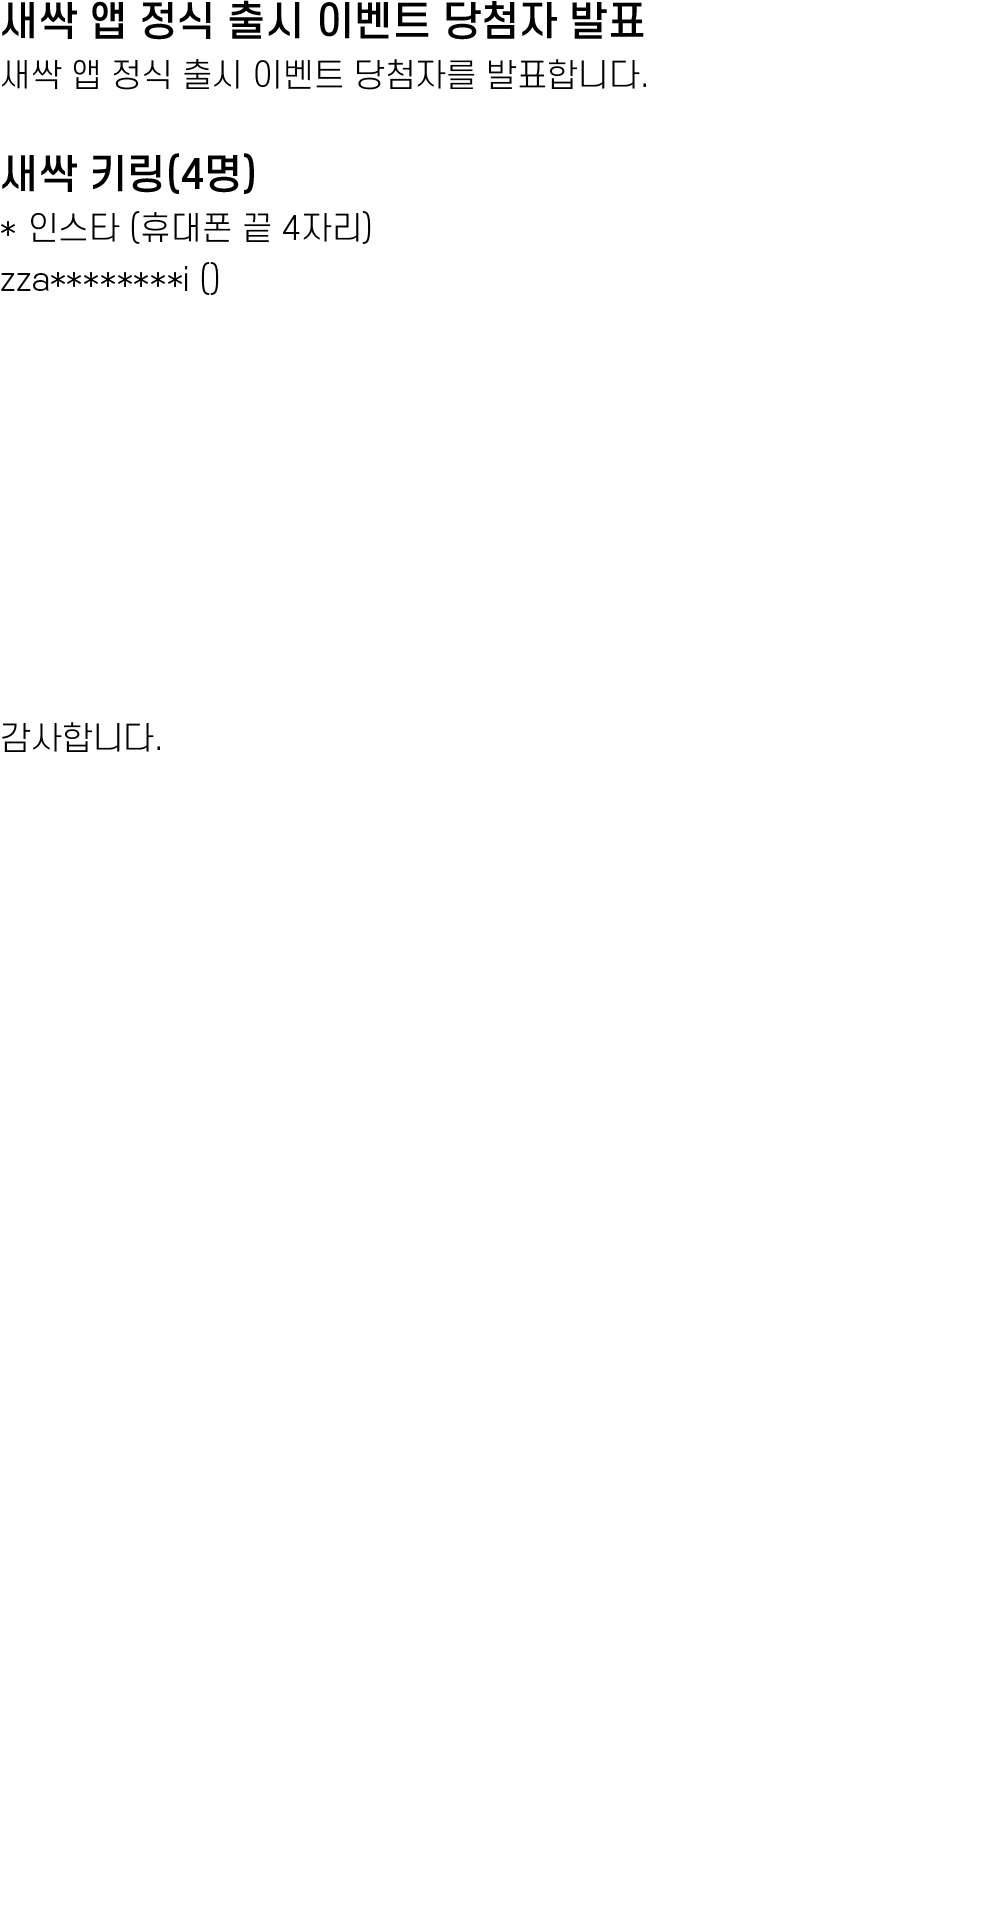 새싹 앱 정식 출시 이벤트 당첨자 발표
새싹 앱 정식 출시 이벤트 당첨자를 발표합니다.
새싹 키링(4명)
* 인스타 (휴대폰 끝 4자리)
zza********i ()
감사합니다.